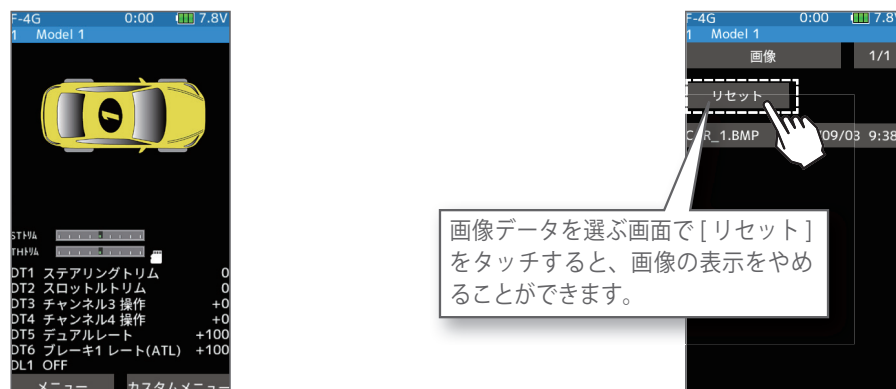 F-4G 0:00 7.8V
1 Model 1
STトリム 5
THトリム 5
DT1 ステアリングトリム 0
DT2 スロットルトリム 0
DT3 チャンネル3 操作 +0
DT4 チャンネル4 操作 +0
DT5 デュアルレート +100
DT6 ブレーキ1 レート(ATL) +100
DL1 OFF
メニュー カスタムメニュー
F-4G 0:00 7.8V
1 Model 1
画像 1/1
リセット
_1.BMP 09/03 9:38
画像データを選ぶ画面で [ リセット ]
をタッチすると、画像の表示をやめ
ることができます。